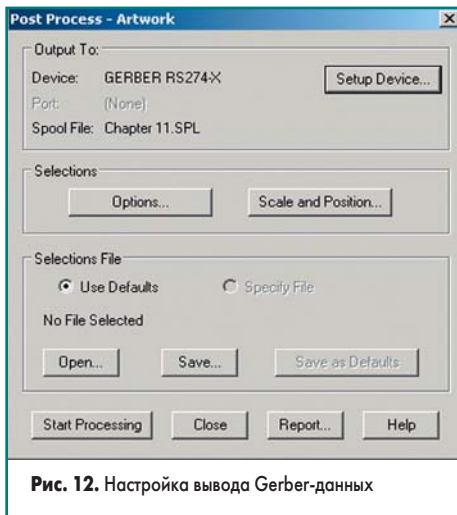 Post Process - Artwork
Output To:
Device: GERBER RS274-X Setup Device...
Port: (None)
Spool File: Chapter 11.SPL
Selections
Options... Scale and Position...
Selections File
Use Defaults Specify File
No File Selected
Open... Save... Save as Defaults
Start Processing Close Report... Help
Рис. 12. Настройка вывода Gerber-данных